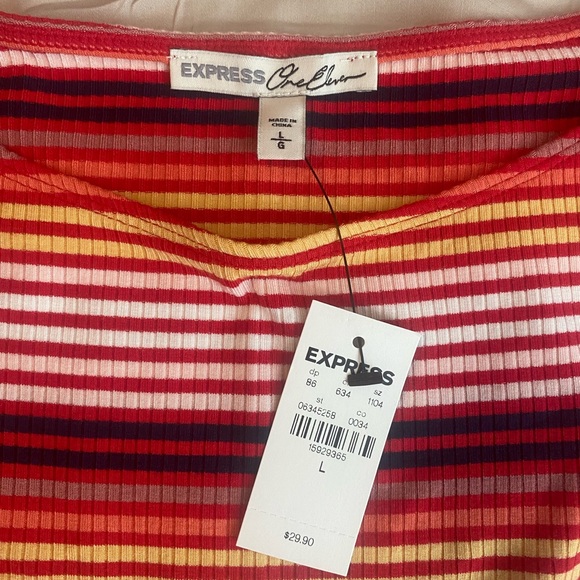 EXPRESS One Eleven
MADE IN
CHINA
L
G
EXPRESS
dp sz
86 634 1104
st co
06345258 0034
15929365
L
$29.90